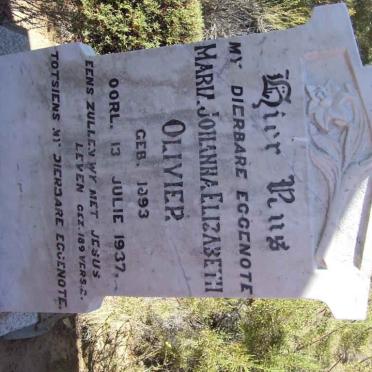 Hier Rus
MY DIERBARE EGGENOTE
MARIA JOHANNA ELIZABETH
OLIVIER
GEB. 1893
OORL. 13 JULIE 1937.
EENS ZULLEN WY MET JESUS
LEVEN GEZ. 189 VERS. 2.
TOTSIENS MY DIERBARE EGGENOTE.